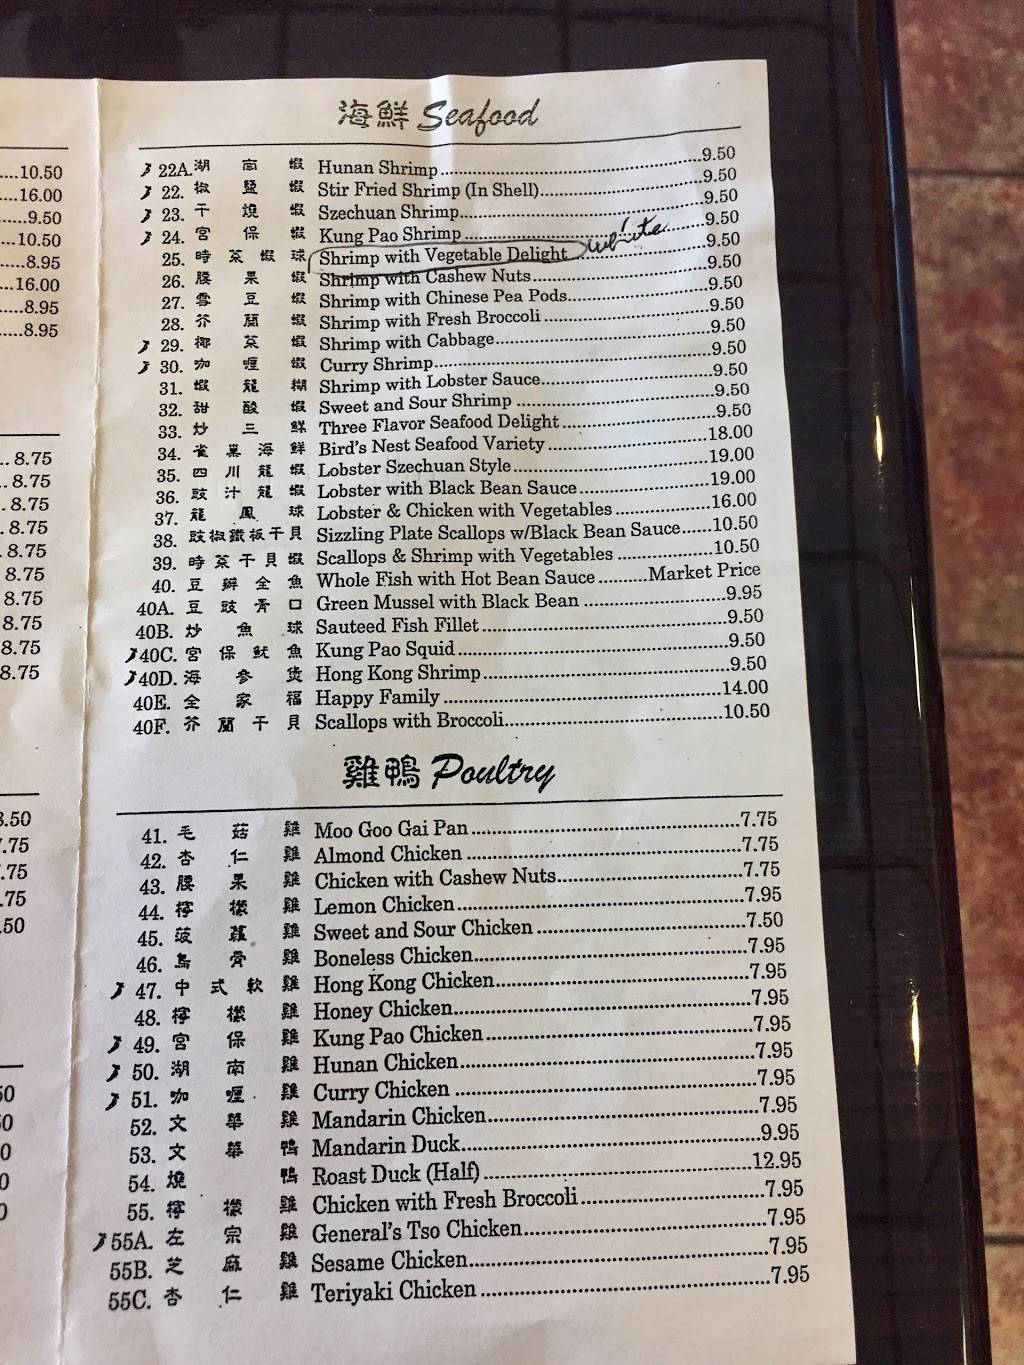 ....10.50
....16.00
.....9.50
...10.50
.....8.95
...16.00
.....8.95
.....8.95
.. 8.75
.. 8.75
. 8.75
. 8.75
. 8.75
8.75
8.75
8.75
8.75
8.75
3.50
7.75
7.75
.75
.50
海鮮 Seafood
22A. 湖南蝦 Hunan Shrimp 9.50
22. 椒鹽蝦 Stir Fried Shrimp (In Shell) 9.50
23. 干燒蝦 Szechuan Shrimp 9.50
24. 宮保蝦 Kung Pao Shrimp 9.50
25. 時菜蝦球 Shrimp with Vegetable Delight white 9.50
26. 腰果蝦 Shrimp with Cashew Nuts 9.50
27. 雪豆蝦 Shrimp with Chinese Pea Pods 9.50
28. 芥蘭蝦 Shrimp with Fresh Broccoli 9.50
29. 椰菜蝦 Shrimp with Cabbage 9.50
30. 咖喱蝦 Curry Shrimp 9.50
31. 蝦龍糊 Shrimp with Lobster Sauce 9.50
32. 甜酸蝦 Sweet and Sour Shrimp 9.50
33. 炒三鮮 Three Flavor Seafood Delight 9.50
34. 雀巢海鮮 Bird's Nest Seafood Variety 18.00
35. 四川龍蝦 Lobster Szechuan Style 19.00
36. 豉汁龍蝦 Lobster with Black Bean Sauce 19.00
37. 龍鳳球 Lobster & Chicken with Vegetables 16.00
38. 豉椒鐵板干貝 Sizzling Plate Scallops w/Black Bean Sauce 10.50
39. 時菜干貝蝦 Scallops & Shrimp with Vegetables 10.50
40. 豆瓣全魚 Whole Fish with Hot Bean Sauce Market Price
40A. 豆豉青口 Green Mussel with Black Bean 9.95
40B. 炒魚球 Sauteed Fish Fillet 9.50
40C. 宮保魷魚 Kung Pao Squid 9.50
40D. 海參煲 Hong Kong Shrimp 9.50
40E. 全家福 Happy Family 14.00
40F. 芥蘭干貝 Scallops with Broccoli 10.50
雞鴨 Poultry
41. 毛菇雞 Moo Goo Gai Pan 7.75
42. 杏仁雞 Almond Chicken 7.75
43. 腰果雞 Chicken with Cashew Nuts 7.75
44. 檸檬雞 Lemon Chicken 7.95
45. 菠蘿雞 Sweet and Sour Chicken 7.50
46. 烏骨雞 Boneless Chicken 7.95
47. 中式軟雞 Hong Kong Chicken 7.95
48. 檸檬雞 Honey Chicken 7.95
49. 宮保雞 Kung Pao Chicken 7.95
50. 湖南雞 Hunan Chicken 7.95
51. 咖喱雞 Curry Chicken 7.95
52. 文華雞 Mandarin Chicken 7.95
53. 文華鴨 Mandarin Duck 9.95
54. 燒鴨 Roast Duck (Half) 12.95
55. 檸檬雞 Chicken with Fresh Broccoli 7.95
55A. 左宗雞 General's Tso Chicken 7.95
55B. 芝麻雞 Sesame Chicken 7.95
55C. 杏仁雞 Teriyaki Chicken 7.95